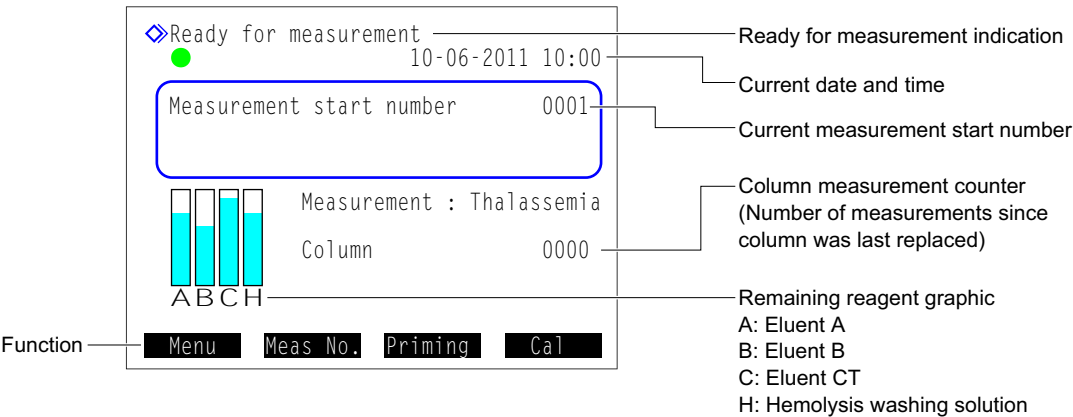 Ready for measurement
10-06-2011 10:00
Measurement start number 0001
Measurement : Thalassemia
Column 0000
A B C H
Menu Meas No. Priming Cal
Function
Ready for measurement indication
Current date and time
Current measurement start number
Column measurement counter
(Number of measurements since
column was last replaced)
Remaining reagent graphic
A: Eluent A
B: Eluent B
C: Eluent CT
H: Hemolysis washing solution